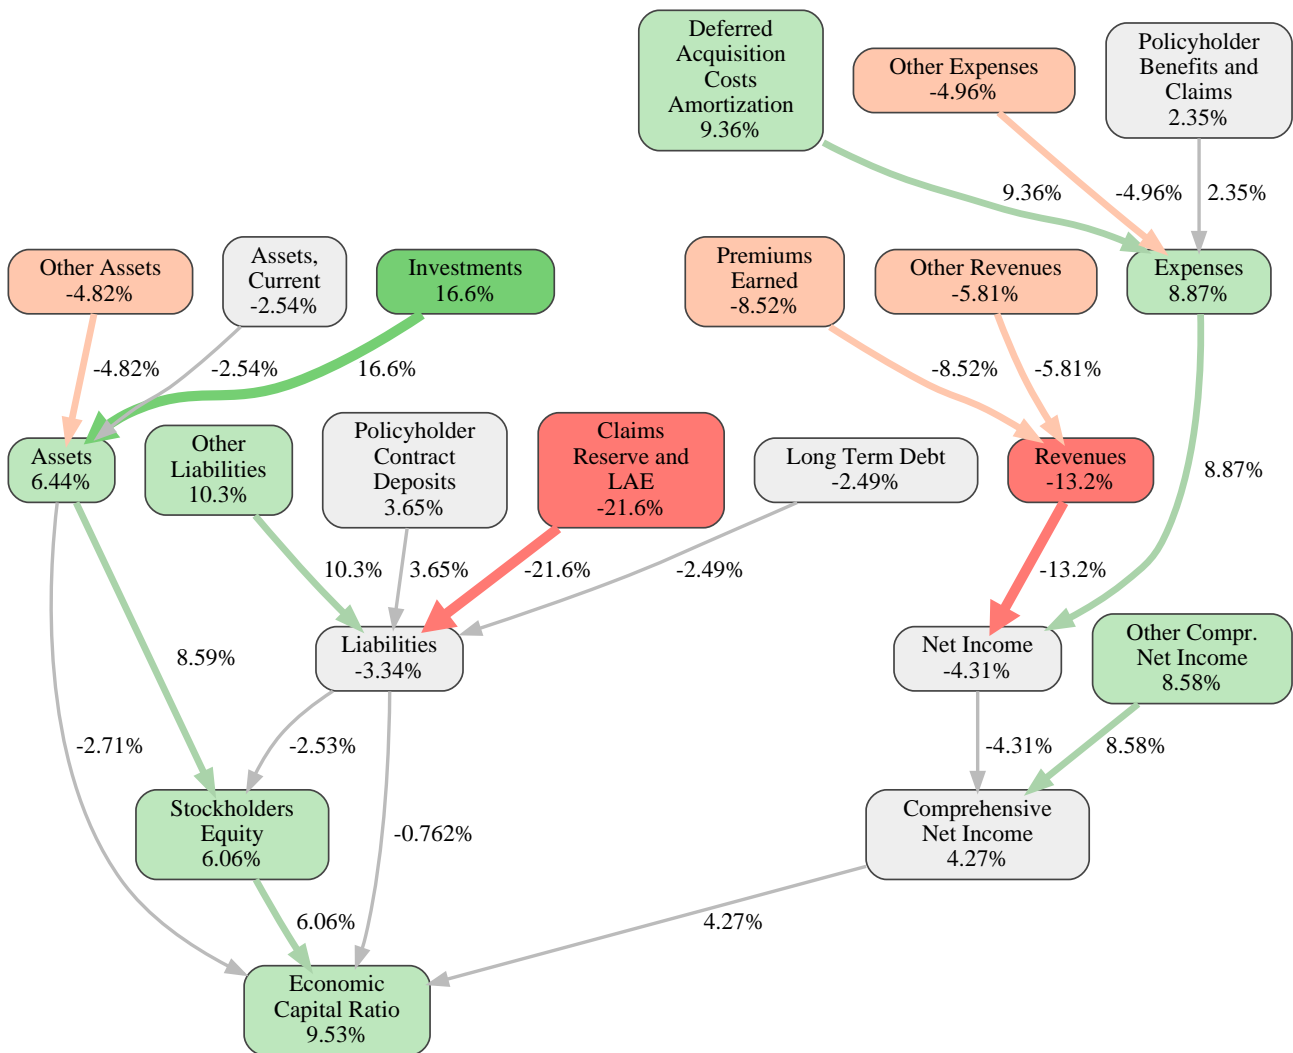 Deferred
Acquisition
Costs
Amortization
9.36%
Other Expenses
-4.96%
Policyholder
Benefits and
Claims
2.35%
9.36%
-4.96%
2.35%
Other Assets
-4.82%
Assets,
Current
-2.54%
Investments
16.6%
Premiums
Earned
-8.52%
Other Revenues
-5.81%
Expenses
8.87%
-4.82%
-2.54%
16.6%
-8.52%
-5.81%
Assets
6.44%
Other
Liabilities
10.3%
Policyholder
Contract
Deposits
3.65%
Claims
Reserve and
LAE
-21.6%
Long Term Debt
-2.49%
Revenues
-13.2%
8.87%
10.3%
3.65%
-21.6%
-2.49%
-13.2%
Liabilities
-3.34%
Net Income
-4.31%
Other Compr.
Net Income
8.58%
8.59%
-2.71%
-2.53%
-0.762%
-4.31%
8.58%
Stockholders
Equity
6.06%
Comprehensive
Net Income
4.27%
6.06%
4.27%
Economic
Capital Ratio
9.53%